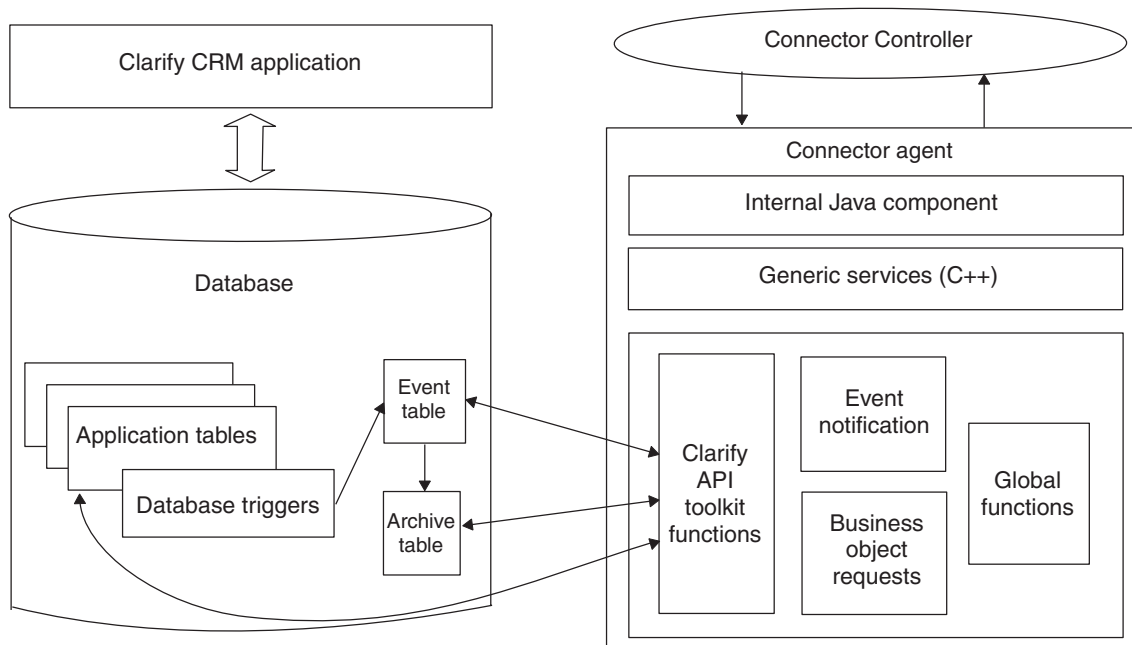 Clarify CRM application
Connector Controller
Connector agent
Internal Java component
Generic services (C++)
Database
Application tables
Database triggers
Event
table
Archive
table
Clarify
API
toolkit
functions
Event
notification
Business
object
requests
Global
functions